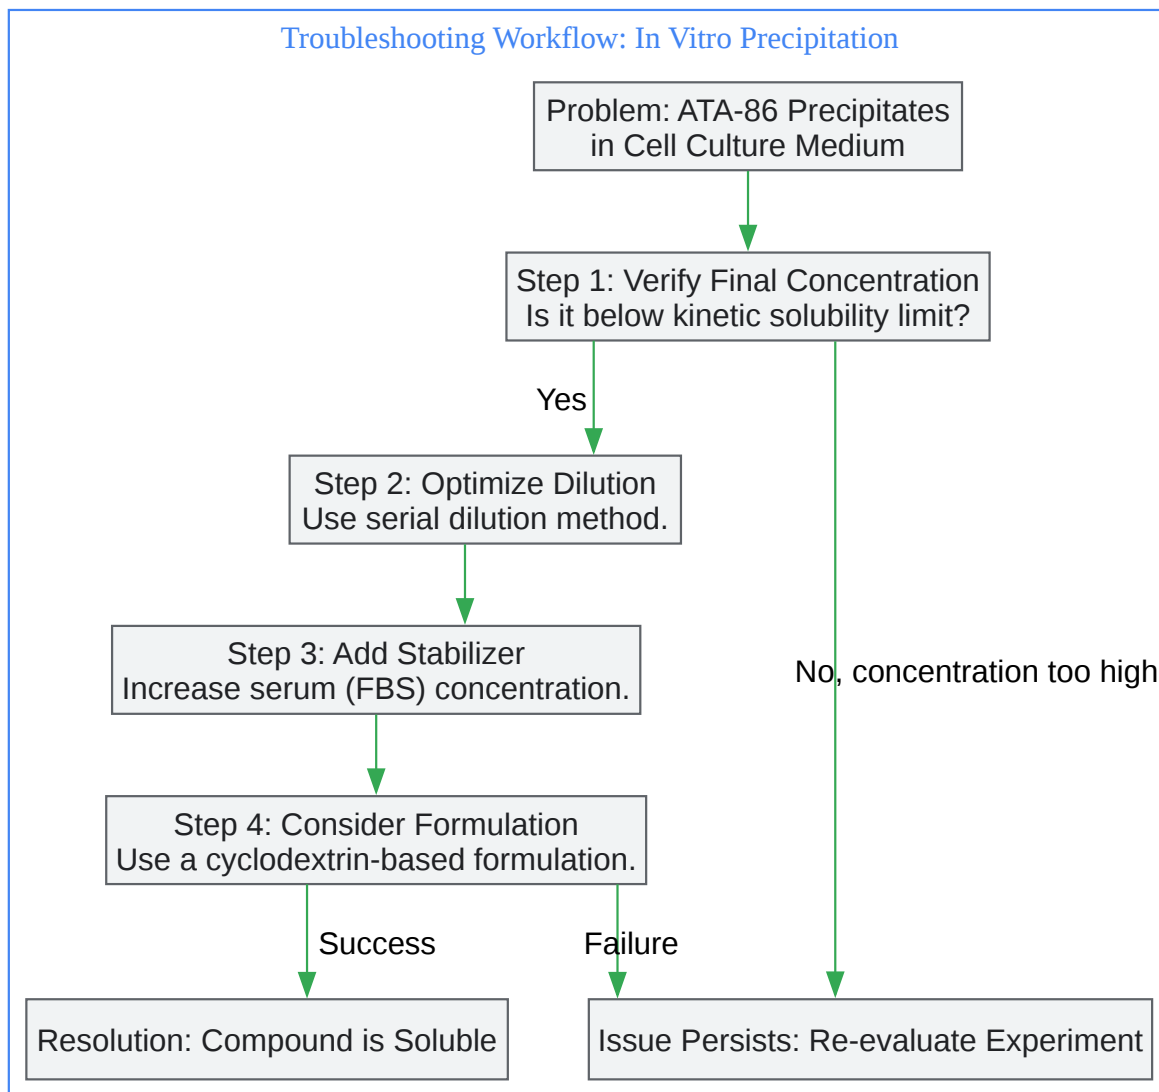 Troubleshooting Workflow: In Vitro Precipitation
Problem: ATA-86 Precipitates
in Cell Culture Medium
Step 1: Verify Final Concentration
Is it below kinetic solubility limit?
Yes
Step 2: Optimize Dilution
Use serial dilution method.
Step 3: Add Stabilizer
Increase serum (FBS) concentration.
No, concentration too high
Step 4: Consider Formulation
Use a cyclodextrin-based formulation.
Success
Failure
Resolution: Compound is Soluble
Issue Persists: Re-evaluate Experiment